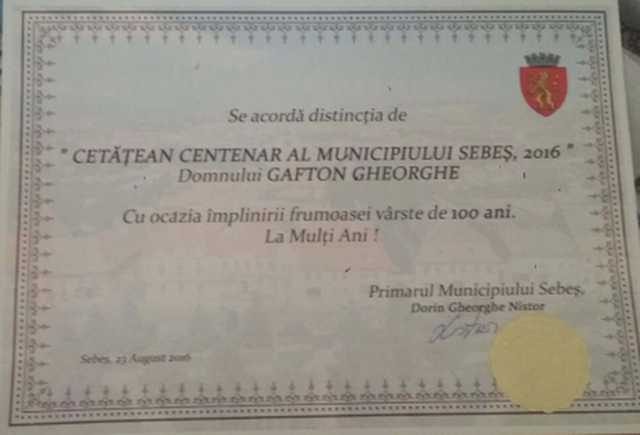 Se acordă distincția de
" CETĂȚEAN CENTENAR AL MUNICIPIULUI SEBEȘ, 2016 "
Domnului GAFTON GHEORGHE
Cu ocazia împlinirii frumoasei vârste de 100 ani.
La Mulți Ani !
Primarul Municipiului Sebeș,
Dorin Gheorghe Nistor
Sebeș, 23 August 2016